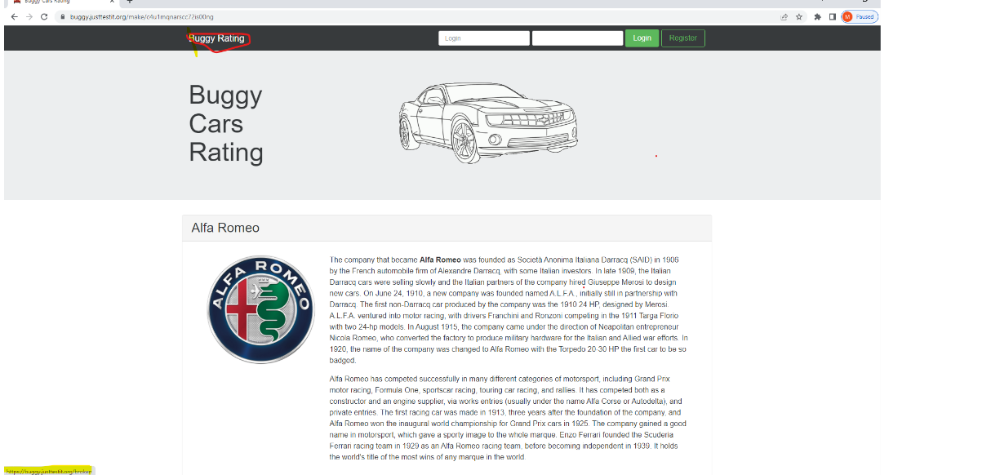 Buggy Cars Rating
buggy.justtestit.org/make/c4u1mqnarscc72is00ng
Paused
Buggy Rating
Login
Login
Register
Buggy
Cars
Rating
Alfa Romeo
ALFA ROMEO
The company that became Alfa Romeo was founded as Società Anonima Italiana Darracq (SAID) in 1906
by the French automobile firm of Alexandre Darracq, with some Italian investors. In late 1909, the Italian
Darracq cars were selling slowly and the Italian partners of the company hired Giuseppe Merosi to design
new cars. On June 24, 1910, a new company was founded named A.L.F.A., initially still in partnership with
Darracq. The first non-Darracq car produced by the company was the 1910 24 HP, designed by Merosi.
A.L.F.A. ventured into motor racing, with drivers Franchini and Ronzoni competing in the 1911 Targa Florio
with two 24-hp models. In August 1915, the company came under the direction of Neapolitan entrepreneur
Nicola Romeo, who converted the factory to produce military hardware for the Italian and Allied war efforts. In
1920, the name of the company was changed to Alfa Romeo with the Torpedo 20-30 HP the first car to be so
badged.
Alfa Romeo has competed successfully in many different categories of motorsport, including Grand Prix
motor racing, Formula One, sportscar racing, touring car racing, and rallies. It has competed both as a
constructor and an engine supplier, via works entries (usually under the name Alfa Corse or Autodelta), and
private entries. The first racing car was made in 1913, three years after the foundation of the company, and
Alfa Romeo won the inaugural world championship for Grand Prix cars in 1925. The company gained a good
name in motorsport, which gave a sporty image to the whole marque. Enzo Ferrari founded the Scuderia
Ferrari racing team in 1929 as an Alfa Romeo racing team, before becoming independent in 1939. It holds
the world's title of the most wins of any marque in the world.
https://buggy.justtestit.org/broken